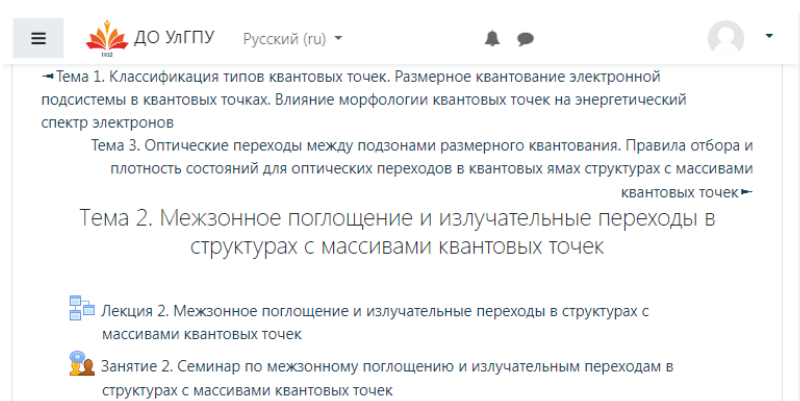 ДО УлГПУ Русский (ru)
1932
Тема 1. Классификация типов квантовых точек. Размерное квантование электронной
подсистемы в квантовых точках. Влияние морфологии квантовых точек на энергетический
спектр электронов
Тема 3. Оптические переходы между подзонами размерного квантования. Правила отбора и
плотность состояний для оптических переходов в квантовых ямах структурах с массивами
квантовых точек
Тема 2. Межзонное поглощение и излучательные переходы в
структурах с массивами квантовых точек
Лекция 2. Межзонное поглощение и излучательные переходы в структурах с
массивами квантовых точек
Занятие 2. Семинар по межзонному поглощению и излучательным переходам в
структурах с массивами квантовых точек